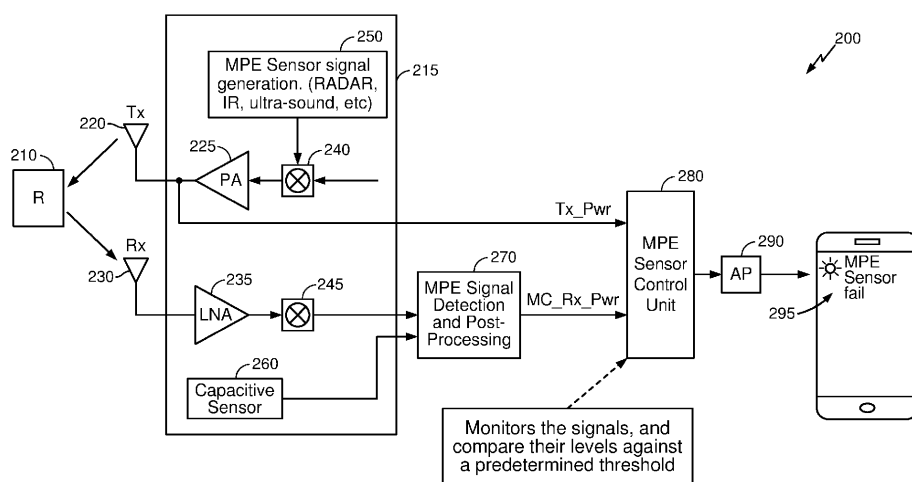 250
MPE Sensor signal
generation. (RADAR,
IR, ultra-sound, etc)
215
200
Tx
220
225
PA
240
210
R
Tx_Pwr
280
MPE
Sensor
Control
Unit
290
AP
MPE
Sensor
fail
295
Rx
230
235
LNA
245
270
MPE Signal
Detection
and Post-
Processing
MC_Rx_Pwr
260
Capacitive
Sensor
Monitors the signals, and
compare their levels against
a predetermined threshold